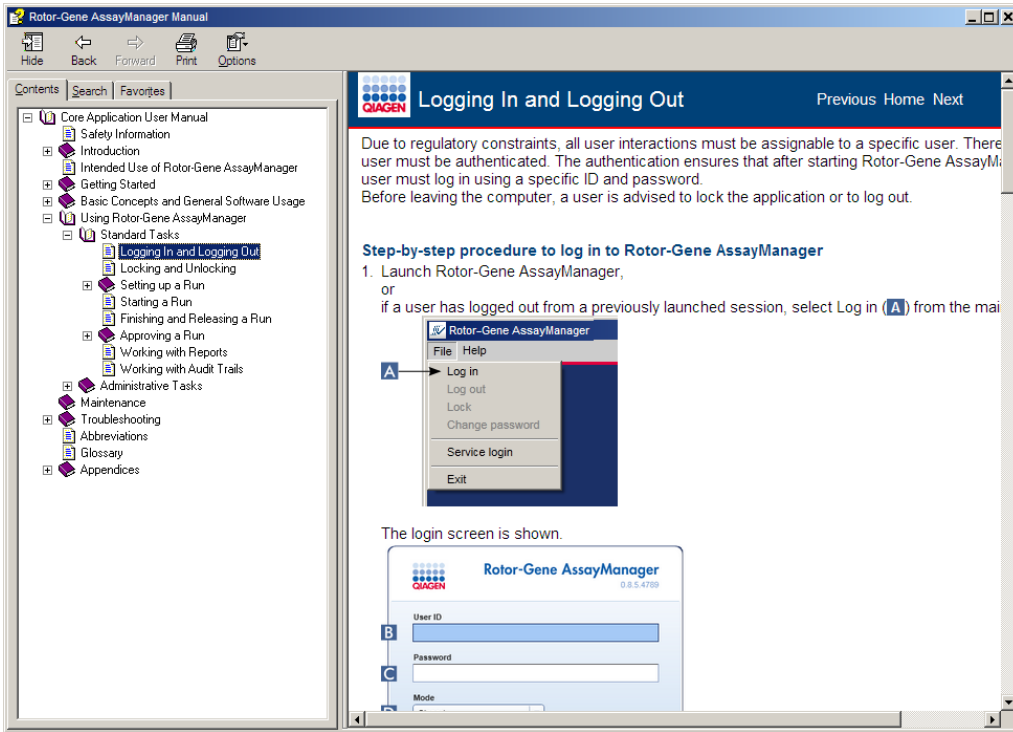 Rotor-Gene AssayManager Manual
Hide Back Forward Print Options
Contents Search Favorites
Core Application User Manual
Safety Information
Introduction
Intended Use of Rotor-Gene AssayManager
Getting Started
Basic Concepts and General Software Usage
Using Rotor-Gene AssayManager
Standard Tasks
Logging In and Logging Out
Locking and Unlocking
Setting up a Run
Starting a Run
Finishing and Releasing a Run
Approving a Run
Working with Reports
Working with Audit Trails
Administrative Tasks
Maintenance
Troubleshooting
Abbreviations
Glossary
Appendices
QIAGEN
Logging In and Logging Out
Previous Home Next
Due to regulatory constraints, all user interactions must be assignable to a specific user. There
user must be authenticated. The authentication ensures that after starting Rotor-Gene AssayM
user must log in using a specific ID and password.
Before leaving the computer, a user is advised to lock the application or to log out.
Step-by-step procedure to log in to Rotor-Gene AssayManager
1. Launch Rotor-Gene AssayManager,
or
if a user has logged out from a previously launched session, select Log in (A) from the mai
Rotor-Gene AssayManager
File Help
A Log in
Log out
Lock
Change password
Service login
Exit
The login screen is shown.
QIAGEN
Rotor-Gene AssayManager
0.8.5.4789
User ID
B
Password
C
Mode